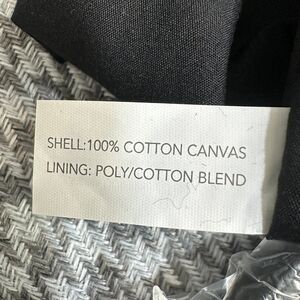 SHELL:100% COTTON CANVAS
LINING: POLY/COTTON BLEND